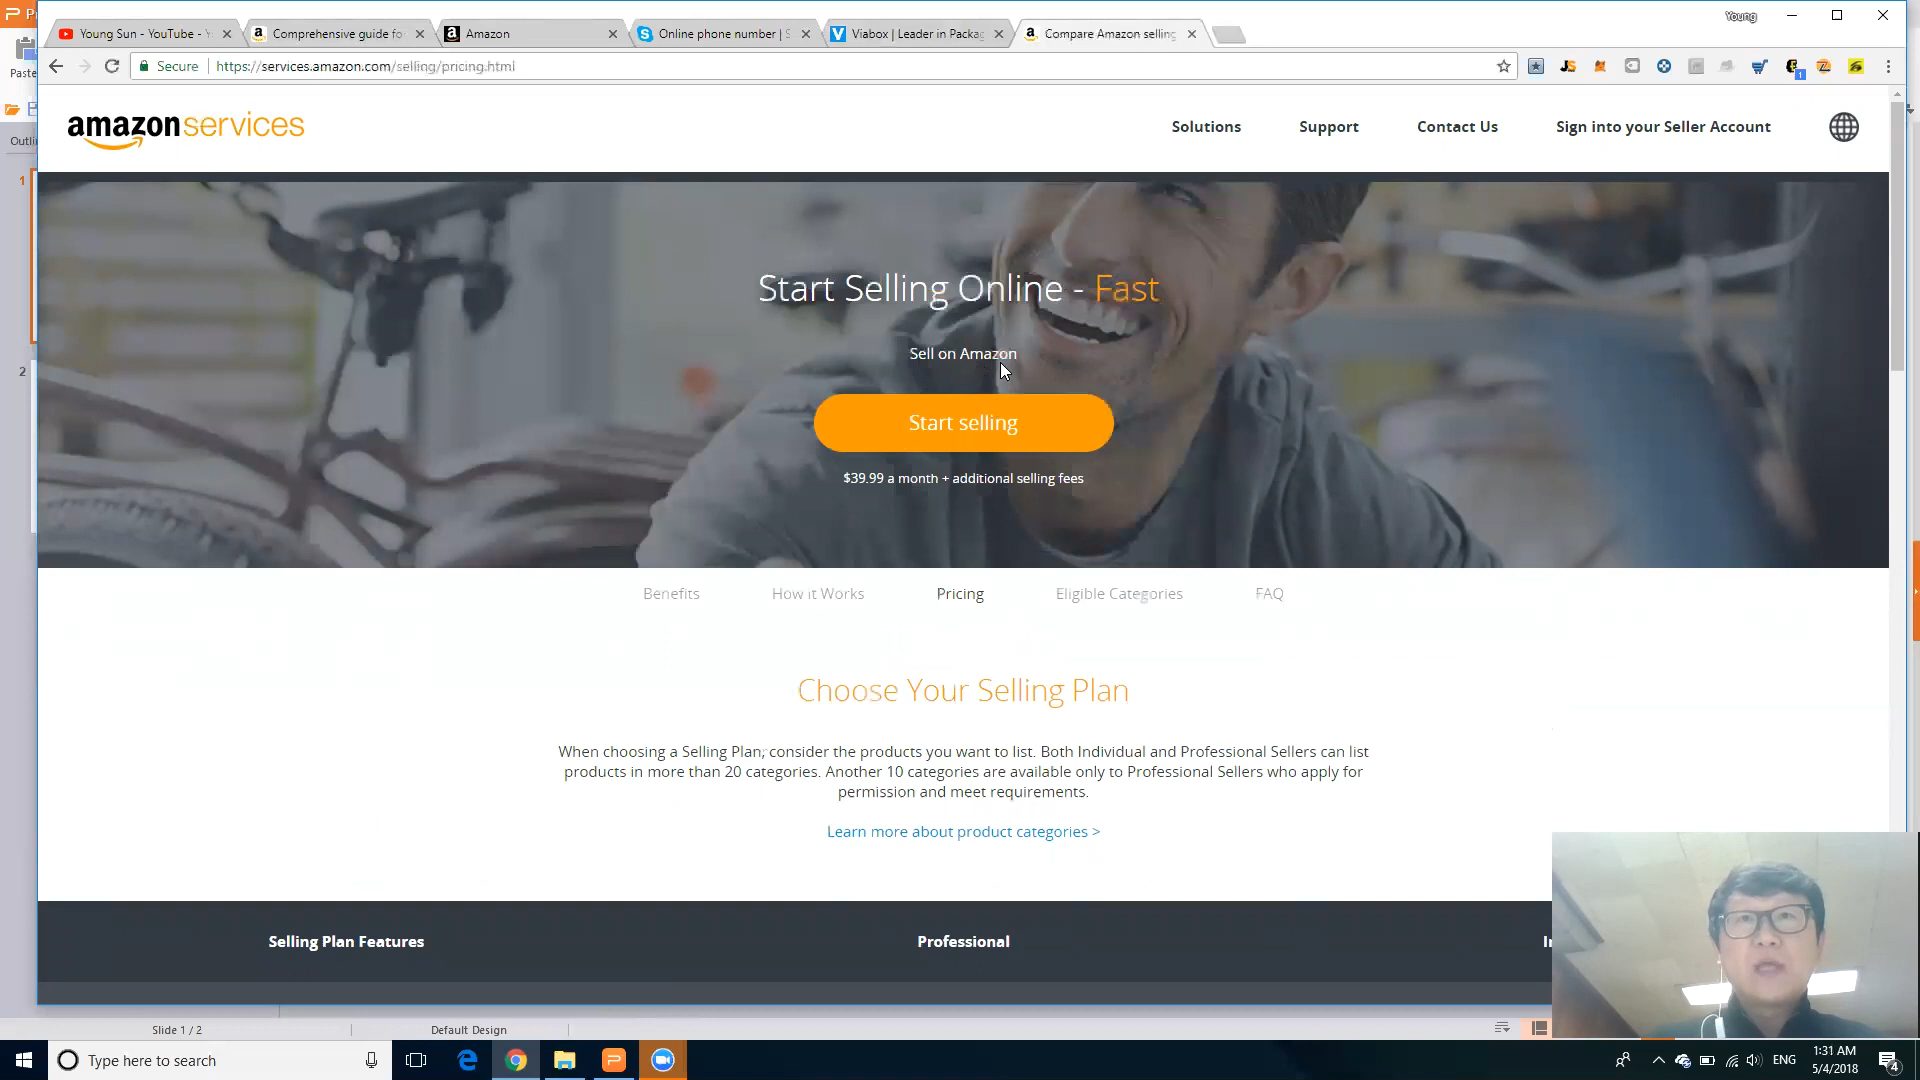 Young
Young Sun - YouTube -
Comprehensive guide fo
Amazon
Online phone number |
Viabox | Leader in Packa
Compare Amazon selling
Secure
https://services.amazon.com/selling/pricing.html
Paste
Outlin
1
2
amazonservices
Solutions
Support
Contact Us
Sign into your Seller Account
Start Selling Online - Fast
Sell on Amazon
Start selling
$39.99 a month + additional selling fees
Benefits
How it Works
Pricing
Eligible Categories
FAQ
Choose Your Selling Plan
When choosing a Selling Plan, consider the products you want to list. Both Individual and Professional Sellers can list
products in more than 20 categories. Another 10 categories are available only to Professional Sellers who apply for
permission and meet requirements.
Learn more about product categories >
Selling Plan Features
Professional
Slide 1 / 2
Default Design
Type here to search
ENG
1:31 AM
5/4/2018
4